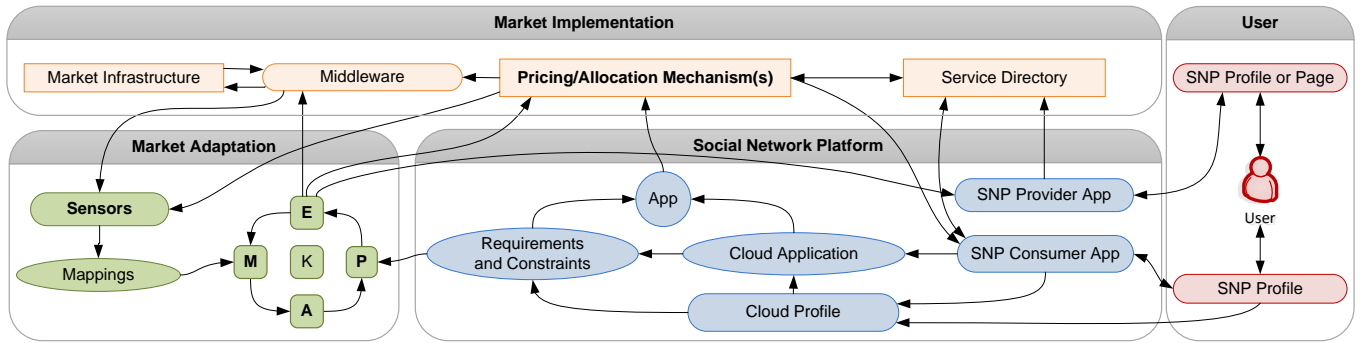 Market Implementation
User
Market Infrastructure
Middleware
Pricing/Allocation Mechanism(s)
Service Directory
SNP Profile or Page
Market Adaptation
Social Network Platform
Sensors
E
App
SNP Provider App
User
Mappings
M
K
P
Requirements
and Constraints
Cloud Application
SNP Consumer App
A
Cloud Profile
SNP Profile